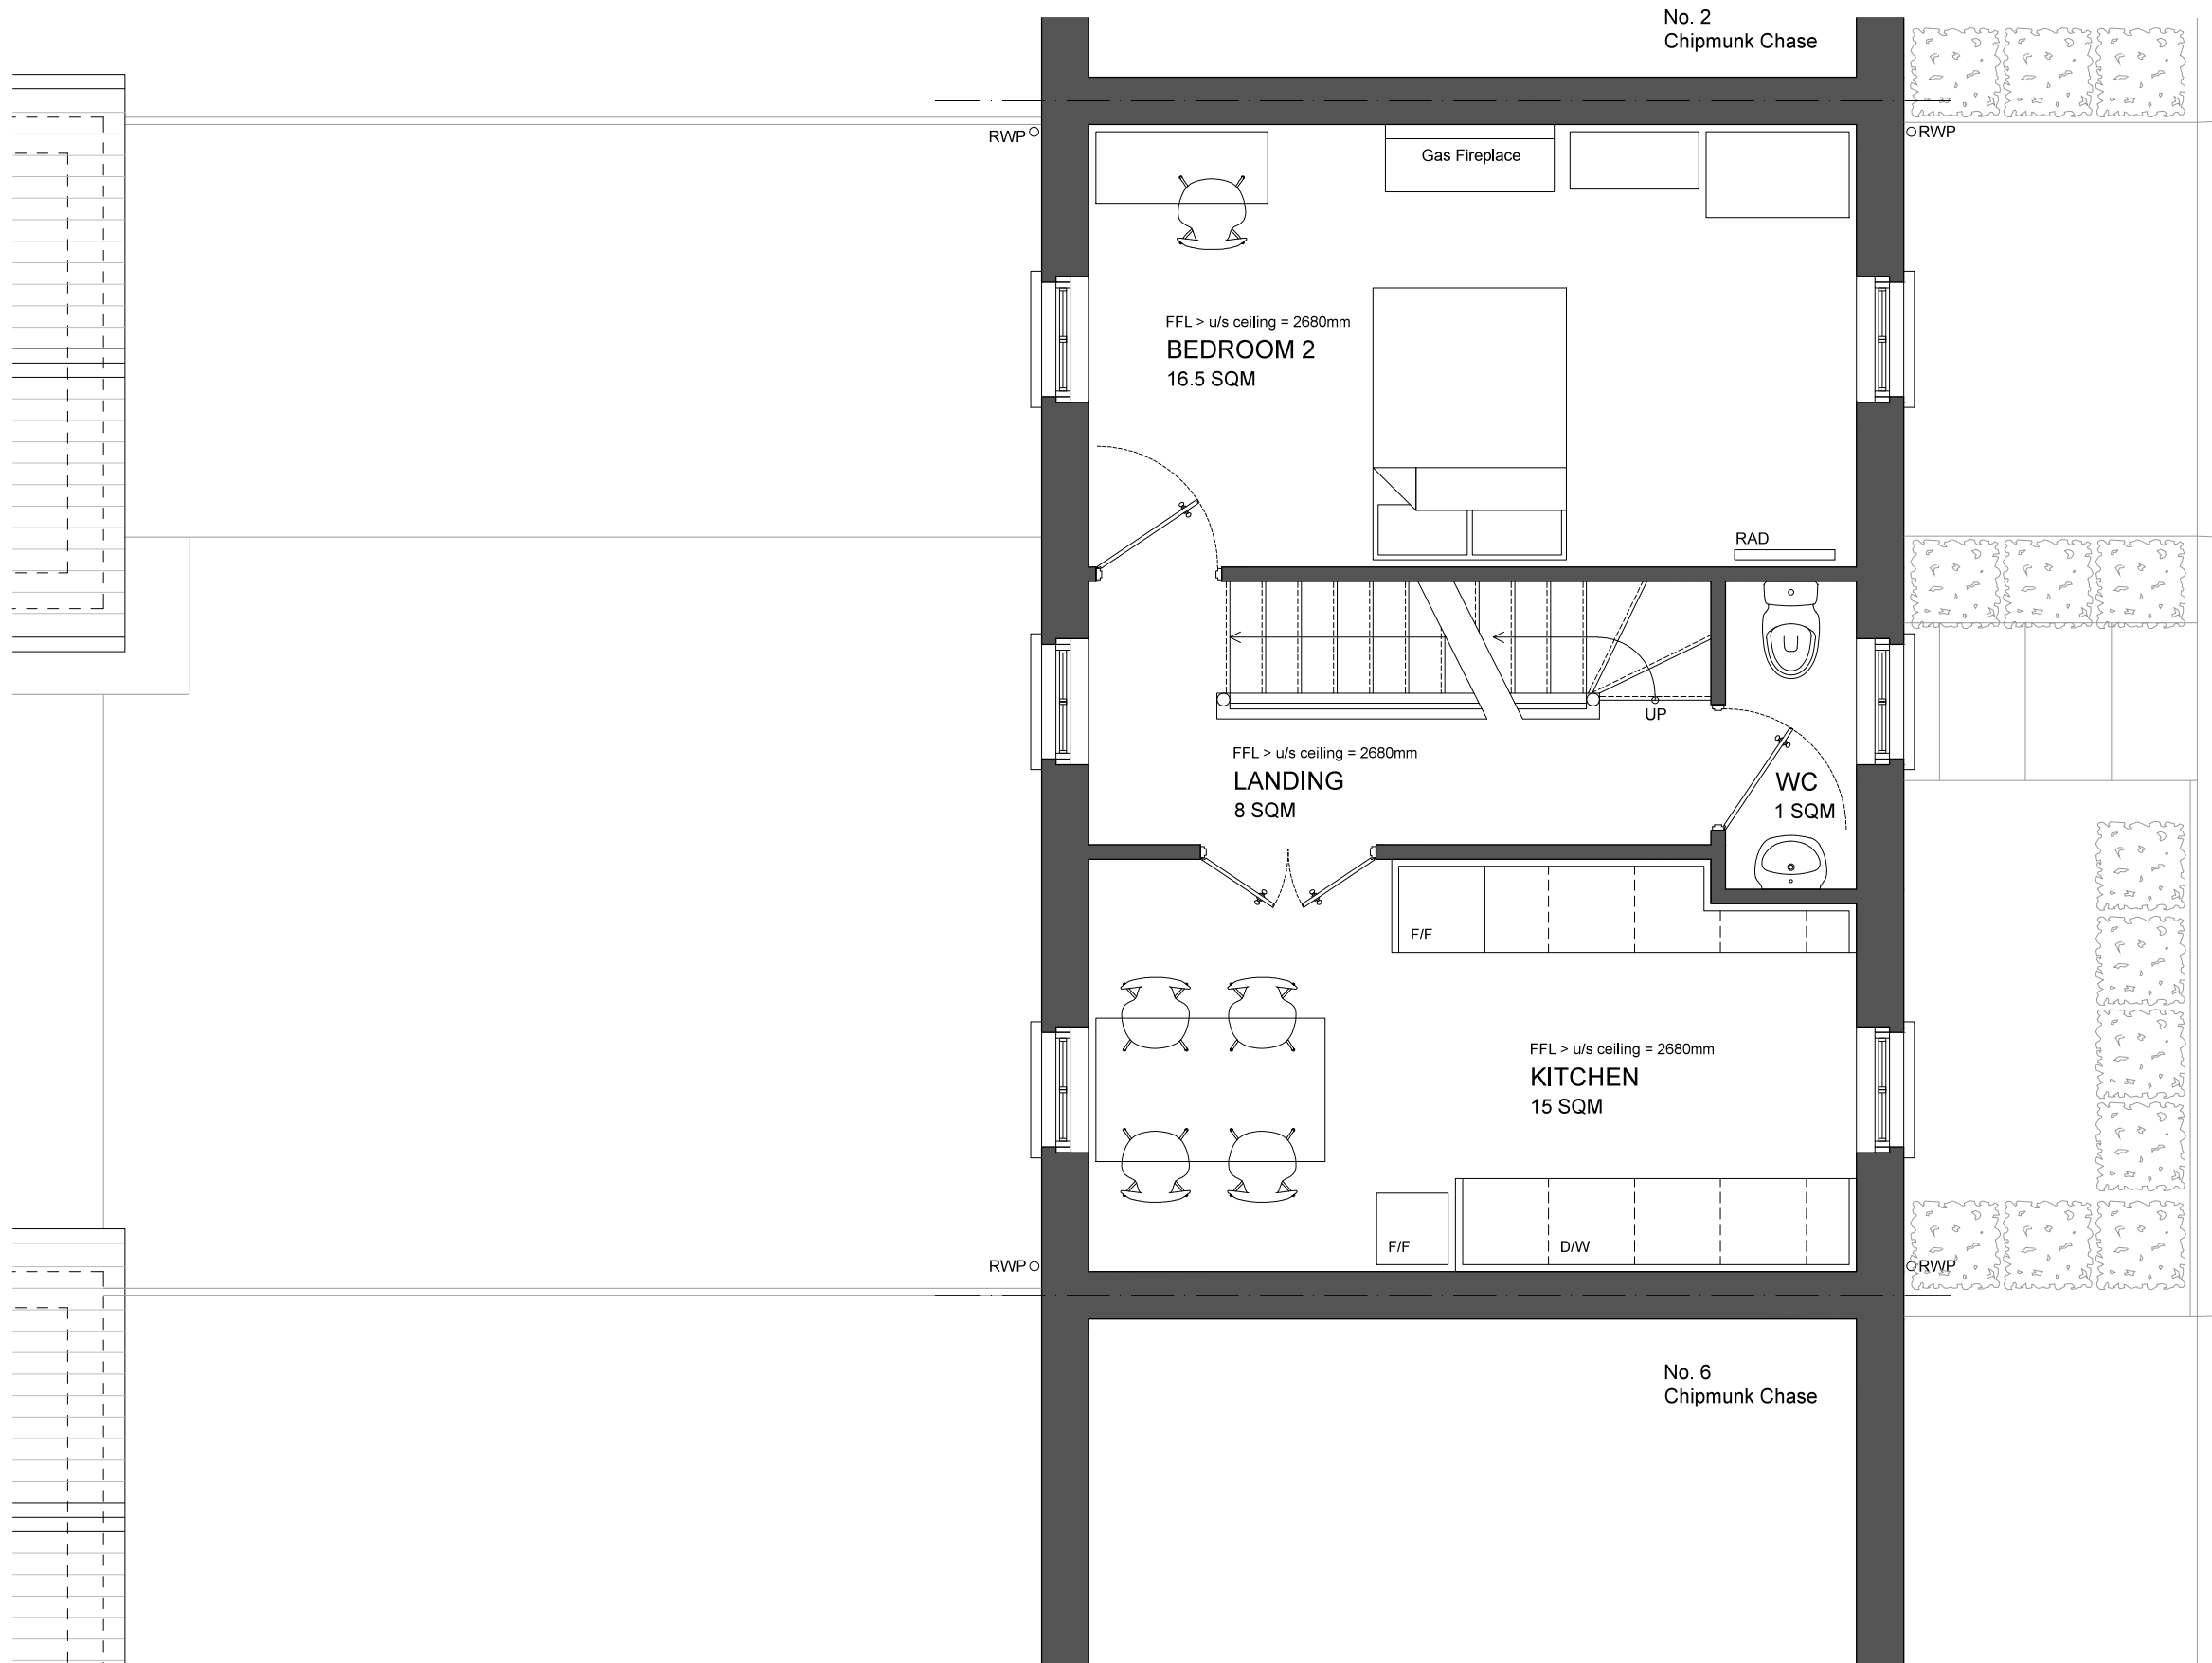 No. 2
Chipmunk Chase
RWP
RWP
Gas Fireplace
FFL > u/s ceiling = 2680mm
BEDROOM 2
16.5 SQM
RAD
UP
FFL > u/s ceiling = 2680mm
LANDING
8 SQM
WC
1 SQM
F/F
FFL > u/s ceiling = 2680mm
KITCHEN
15 SQM
F/F
D/W
RWP
RWP
No. 6
Chipmunk Chase